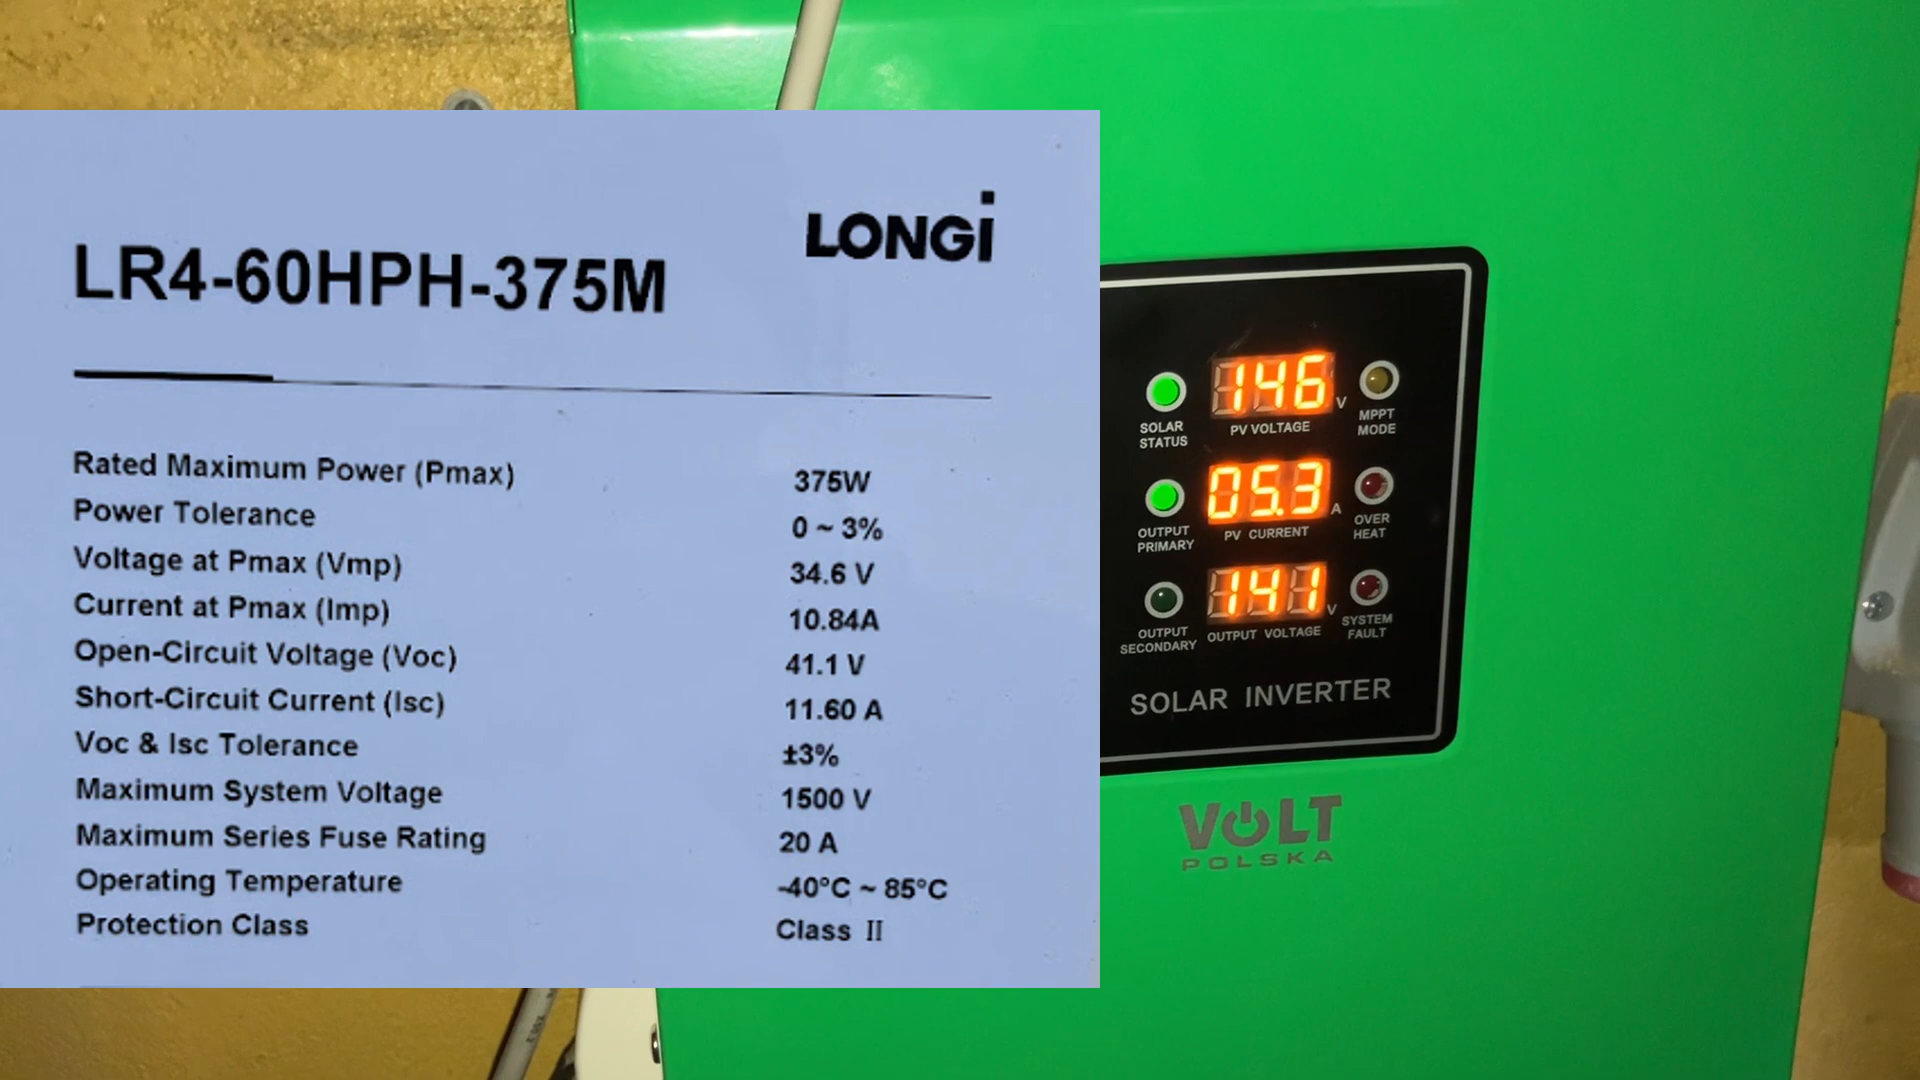 LONGi
LR4-60HPH-375M
Rated Maximum Power (Pmax) 375W
Power Tolerance 0 ~ 3%
Voltage at Pmax (Vmp) 34.6 V
Current at Pmax (Imp) 10.84A
Open-Circuit Voltage (Voc) 41.1 V
Short-Circuit Current (Isc) 11.60 A
Voc & Isc Tolerance ±3%
Maximum System Voltage 1500 V
Maximum Series Fuse Rating 20 A
Operating Temperature -40°C ~ 85°C
Protection Class Class II
146 V
SOLAR STATUS
PV VOLTAGE
MPPT MODE
05.3 A
OUTPUT PRIMARY
PV CURRENT
OVER HEAT
141 V
OUTPUT SECONDARY
OUTPUT VOLTAGE
SYSTEM FAULT
SOLAR INVERTER
VOLT
POLSKA